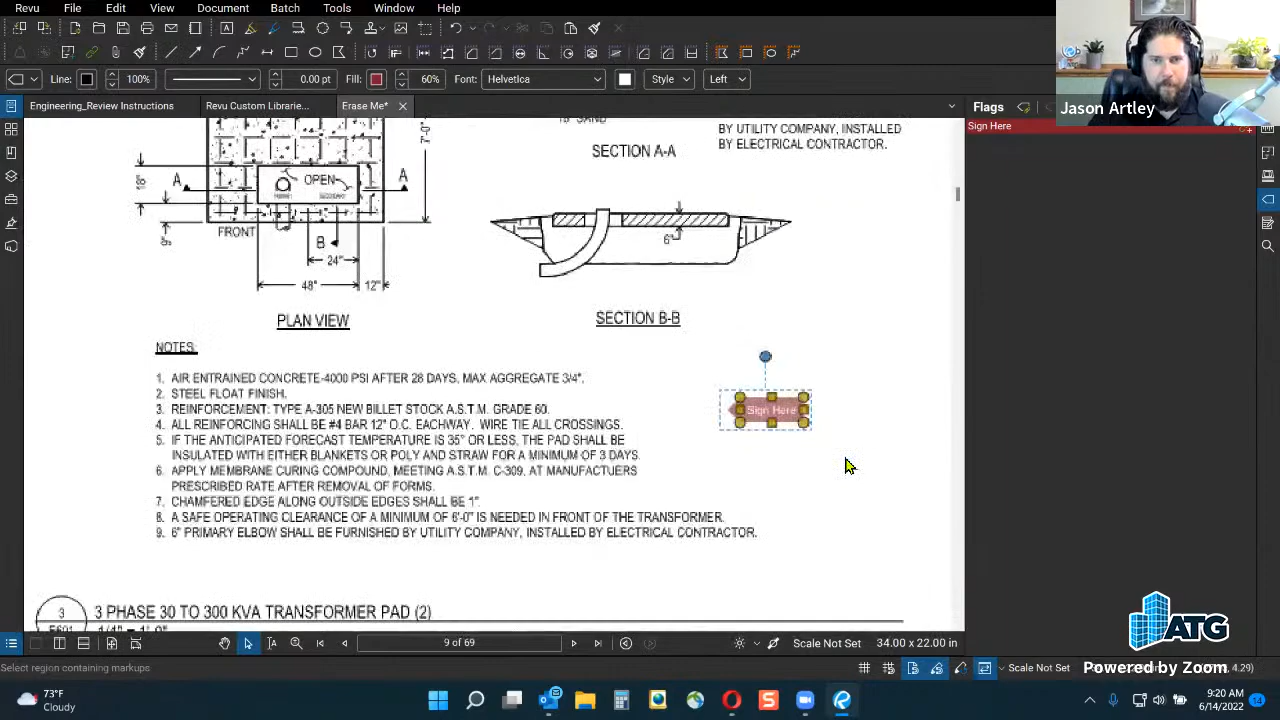 Revu File Edit View Document Batch Tools Window Help
Line: 100% 0.00 pt Fill: 60% Font: Helvetica Style Left
Engineering_Review Instructions Revu Custom Librarie... Erase Me*
Flags
Sign Here
Jason Artley
BY UTILITY COMPANY, INSTALLED
BY ELECTRICAL CONTRACTOR.
SECTION A-A
18"
A OPEN A
7'-0"
FRONT
B
24"
48" 12"
6"
PLAN VIEW
SECTION B-B
NOTES:
1. AIR ENTRAINED CONCRETE-4000 PSI AFTER 28 DAYS, MAX AGGREGATE 3/4".
2. STEEL FLOAT FINISH.
3. REINFORCEMENT: TYPE A-305 NEW BILLET STOCK A.S.T.M. GRADE 60.
4. ALL REINFORCING SHALL BE #4 BAR 12" O.C. EACHWAY. WIRE TIE ALL CROSSINGS.
5. IF THE ANTICIPATED FORECAST TEMPERATURE IS 35° OR LESS, THE PAD SHALL BE
INSULATED WITH EITHER BLANKETS OR POLY AND STRAW FOR A MINIMUM OF 3 DAYS.
6. APPLY MEMBRANE CURING COMPOUND, MEETING A.S.T.M. C-309, AT MANUFACTUERS
PRESCRIBED RATE AFTER REMOVAL OF FORMS.
7. CHAMFERED EDGE ALONG OUTSIDE EDGES SHALL BE 1".
8. A SAFE OPERATING CLEARANCE OF A MINIMUM OF 6'-0" IS NEEDED IN FRONT OF THE TRANSFORMER.
9. 6" PRIMARY ELBOW SHALL BE FURNISHED BY UTILITY COMPANY, INSTALLED BY ELECTRICAL CONTRACTOR.
Sign Here
3 3 PHASE 30 TO 300 KVA TRANSFORMER PAD (2)
9 of 69
Scale Not Set 34.00 x 22.00 in
Select region containing markups
Scale Not Set
4.29)
ATG
Powered by Zoom
73°F
Cloudy
9:20 AM
6/14/2022
14